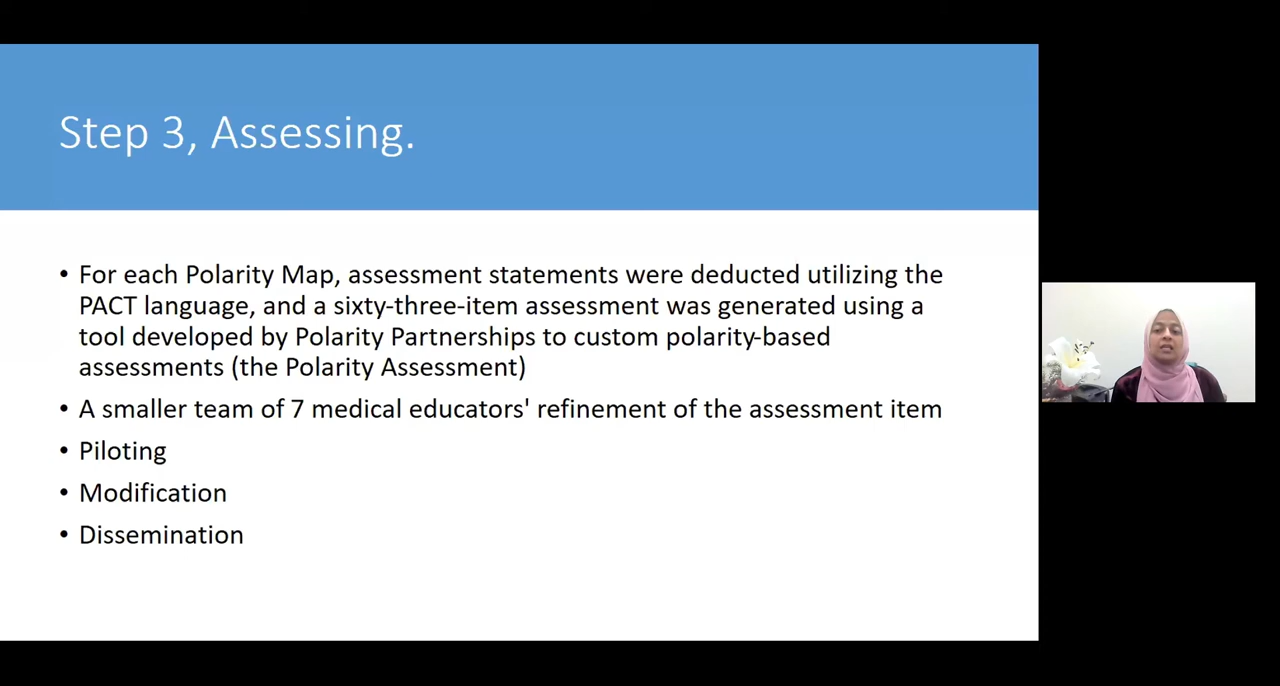 Step 3, Assessing.
• For each Polarity Map, assessment statements were deducted utilizing the
PACT language, and a sixty-three-item assessment was generated using a
tool developed by Polarity Partnerships to custom polarity-based
assessments (the Polarity Assessment)
• A smaller team of 7 medical educators' refinement of the assessment item
• Piloting
• Modification
• Dissemination